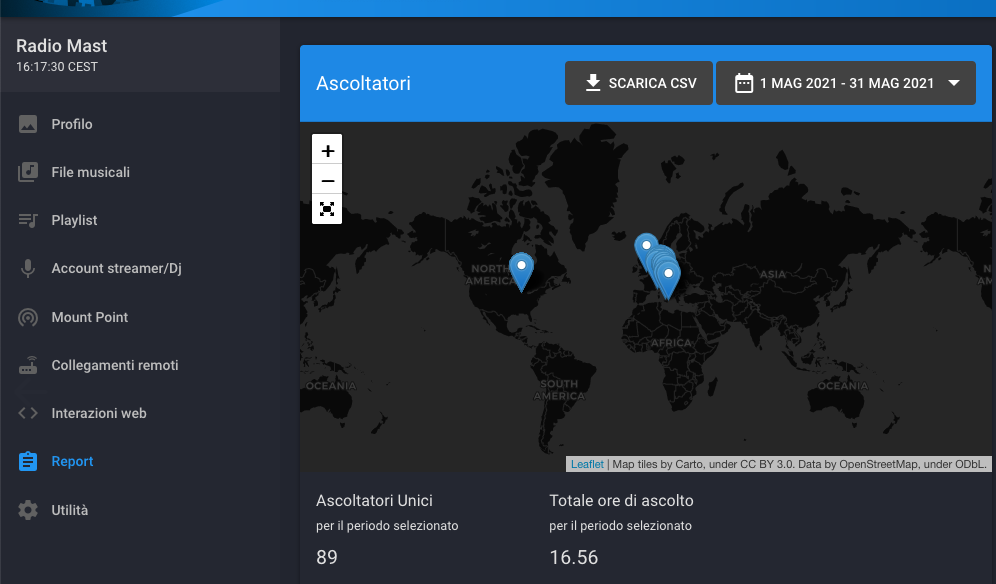 Radio Mast
16:17:30 CEST
Profilo
File musicali
Playlist
Account streamer/Dj
Mount Point
Collegamenti remoti
Interazioni web
Report
Utilità
Ascoltatori
SCARICA CSV
1 MAG 2021 - 31 MAG 2021
+
−
NORTH
AMERICA
ASIA
AFRICA
OCEANIA
SOUTH
AMERICA
OCEANIA
Leaflet | Map tiles by Carto, under CC BY 3.0. Data by OpenStreetMap, under ODbL.
Ascoltatori Unici
per il periodo selezionato
89
Totale ore di ascolto
per il periodo selezionato
16.56